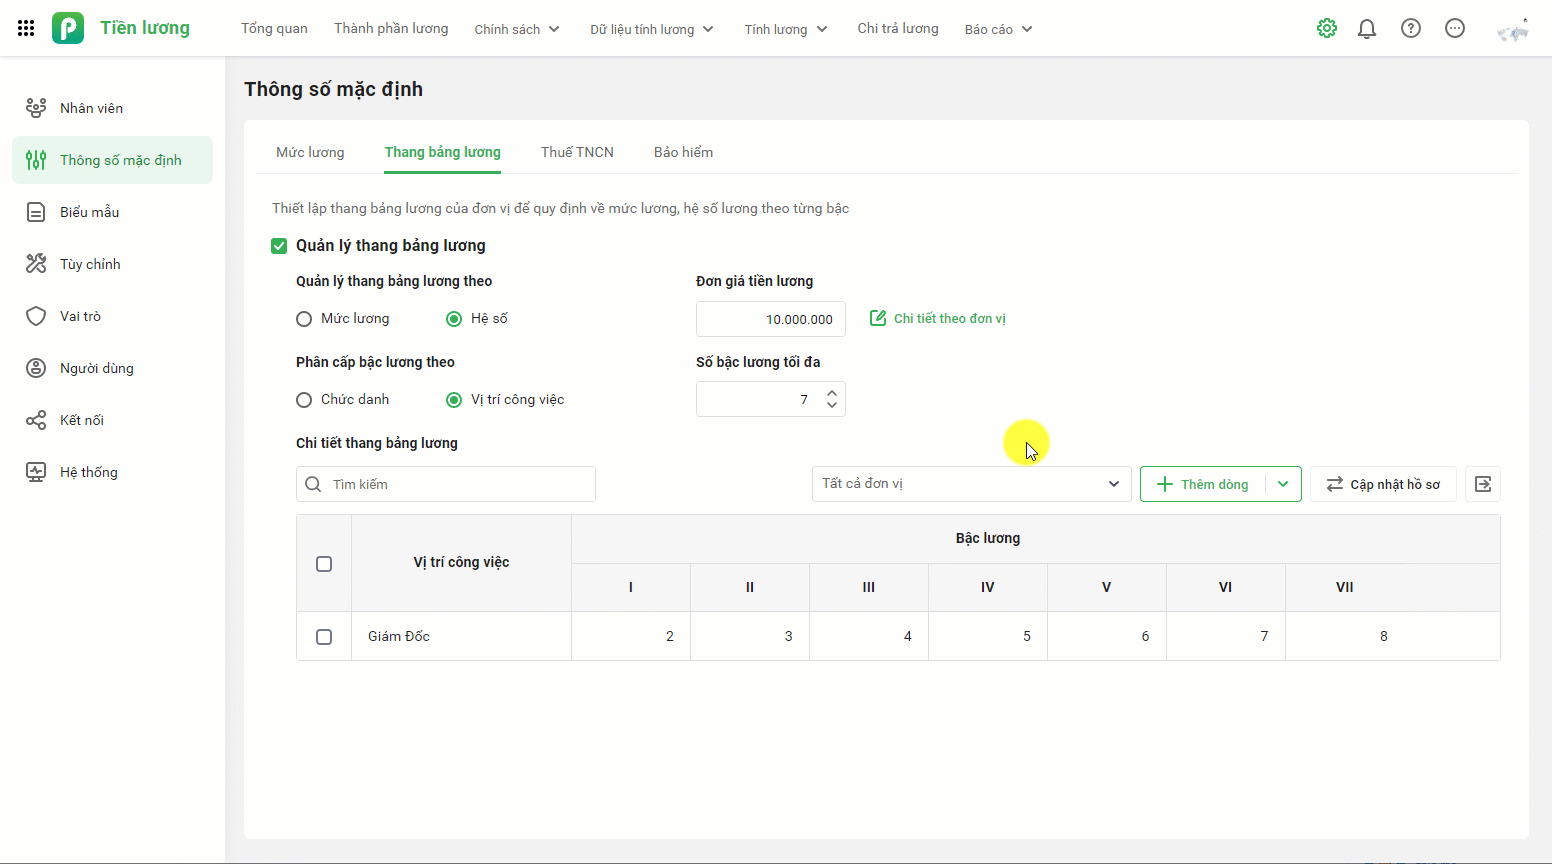 Tiền lương
Tổng quan
Thành phần lương
Chính sách
Dữ liệu tính lương
Tính lương
Chi trả lương
Báo cáo
Nhân viên
Thông số mặc định
Biểu mẫu
Tùy chỉnh
Vai trò
Người dùng
Kết nối
Hệ thống
Thông số mặc định
Mức lương
Thang bảng lương
Thuế TNCN
Bảo hiểm
Thiết lập thang bảng lương của đơn vị để quy định về mức lương, hệ số lương theo từng bậc
Quản lý thang bảng lương
Quản lý thang bảng lương theo
Đơn giá tiền lương
Mức lương
Hệ số
10.000.000
Chi tiết theo đơn vị
Phân cấp bậc lương theo
Số bậc lương tối đa
Chức danh
Vị trí công việc
7
Chi tiết thang bảng lương
Tìm kiếm
Tất cả đơn vị
Thêm dòng
Cập nhật hồ sơ
Vị trí công việc
Bậc lương
I II III IV V VI VII
Giám Đốc 2 3 4 5 6 7 8